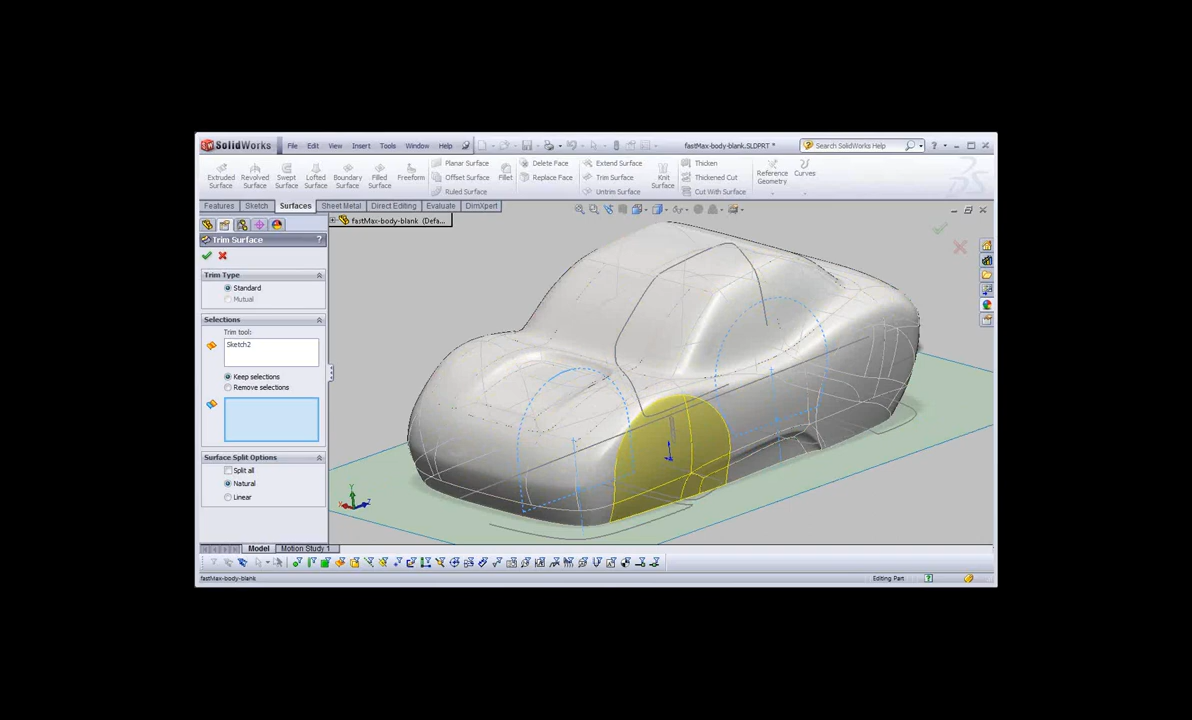 SolidWorks File Edit View Insert Tools Window Help fastMax-body-blank.SLDPRT * Search SolidWorks Help
Extruded Surface
Revolved Surface
Swept Surface
Lofted Surface
Boundary Surface
Filled Surface
Freeform
Planar Surface
Offset Surface
Ruled Surface
Fillet
Delete Face
Replace Face
Extend Surface
Trim Surface
Untrim Surface
Knit Surface
Thicken
Thickened Cut
Cut With Surface
Reference Geometry
Curves
Features Sketch Surfaces Sheet Metal Direct Editing Evaluate DimXpert
fastMax-body-blank (Defa...
Trim Surface ?
Trim Type
Standard
Mutual
Selections
Trim tool:
Sketch2
Keep selections
Remove selections
Surface Split Options
Split all
Natural
Linear
Y
X
Z
Model Motion Study 1
fastMax-body-blank Editing Part